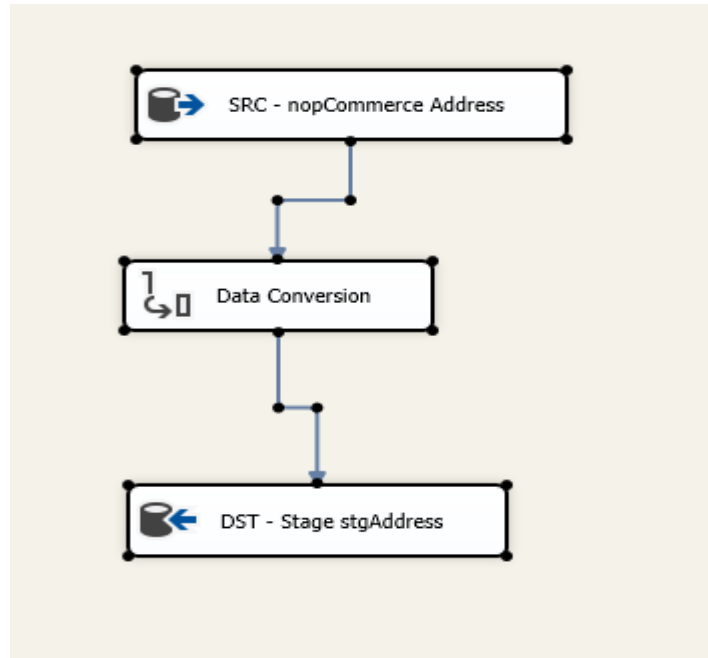 SRC - nopCommerce Address
Data Conversion
DST - Stage stgAddress